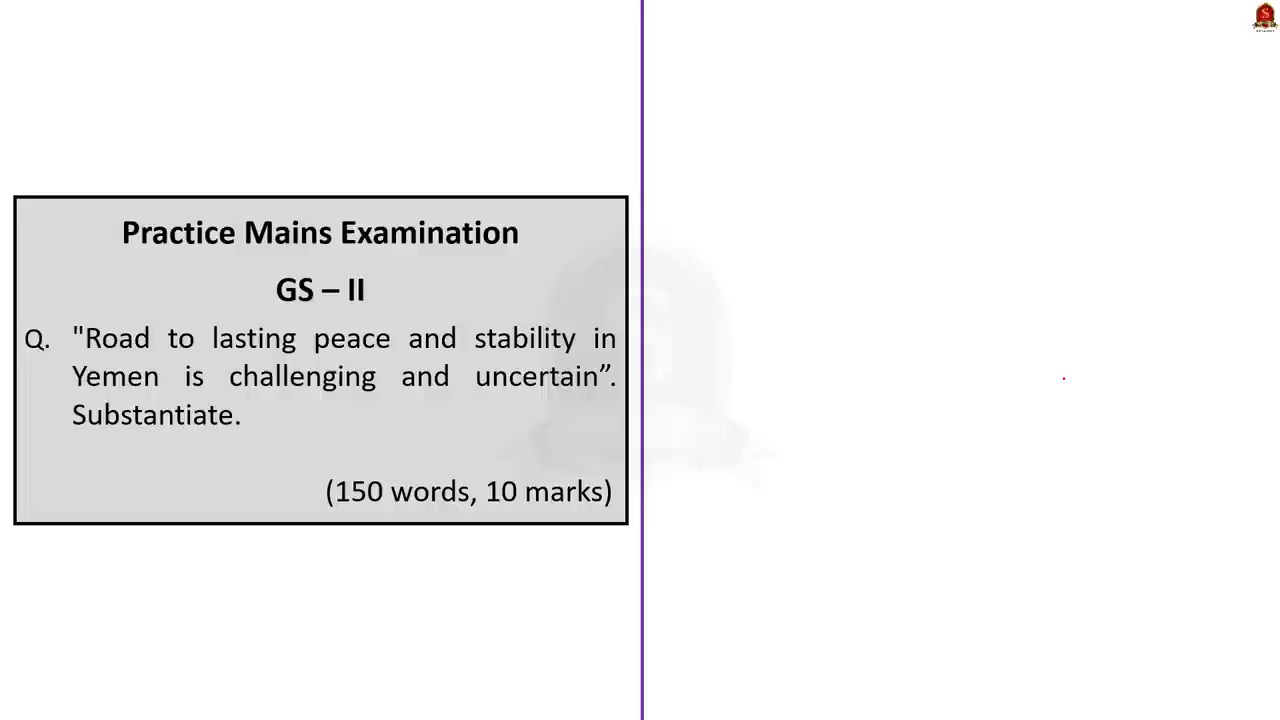 Practice Mains Examination
GS – II
Q. "Road to lasting peace and stability in
Yemen is challenging and uncertain”.
Substantiate.
(150 words, 10 marks)